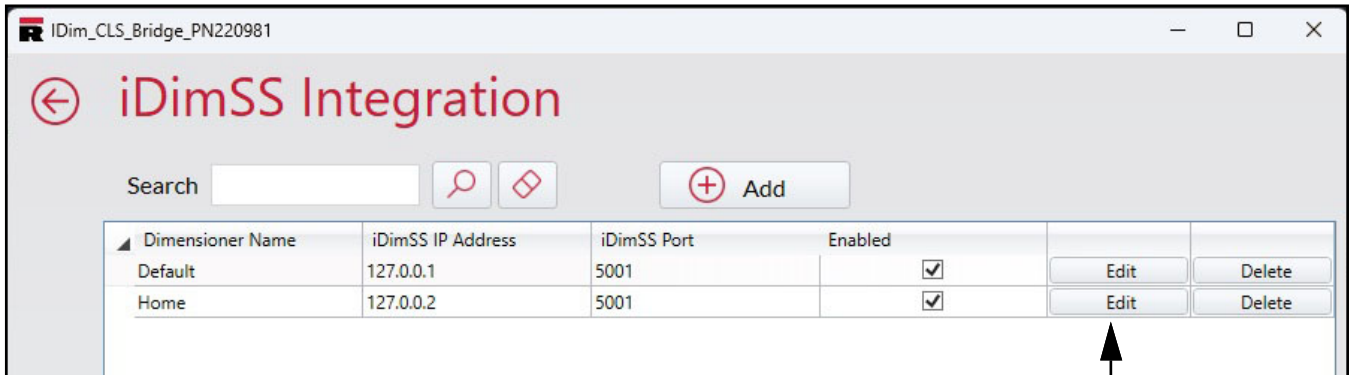 IDim_CLS_Bridge_PN220981
iDimSS Integration
Search Add
Dimensioner Name iDimSS IP Address iDimSS Port Enabled
Default 127.0.0.1 5001 Edit Delete
Home 127.0.0.2 5001 Edit Delete